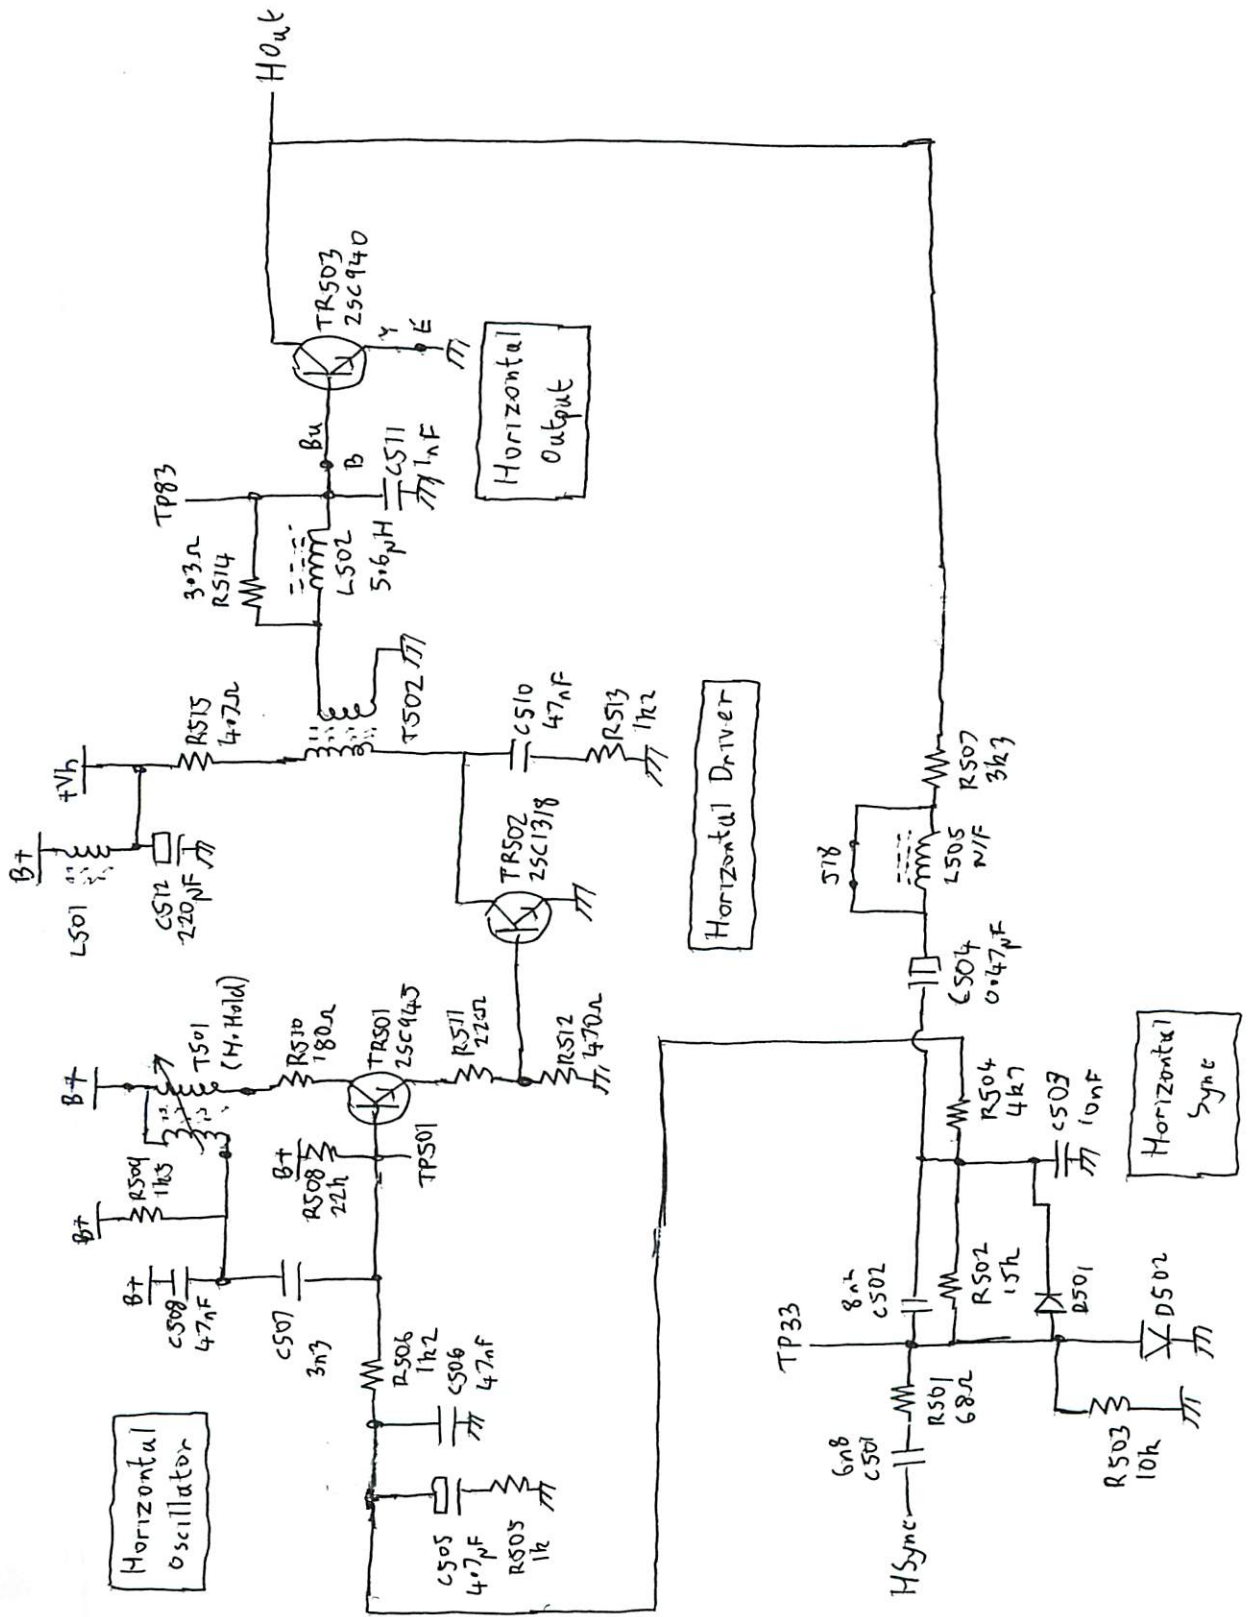 Horizontal
Oscillator
B+
C508
47nF
B+
R509
1k5
B+
T501
(H. Hold)
B+
L501
C512
220µF
+Vh
R515
4.7Ω
C507
3n3
B+
R508
22k
R510
180Ω
TR501
2SC945
TP501
R511
220Ω
R512
470Ω
R506
1k2
C506
47nF
C505
4.7µF
R505
1k
TR502
2SC1318
T502
C510
47nF
R513
1k2
Horizontal Driver
3.3Ω
R514
L502
5.6µH
TP83
Bu
B
C511
1nF
TR503
2SC940
Y
E
Horizontal
Output
HOut
HSync
6n8
C501
R501
68Ω
TP33
8n2
C502
R502
15k
D501
D502
R503
10k
R504
4k7
C503
10nF
C504
0.47µF
J78
L505
N/F
R507
3k3
Horizontal
Sync